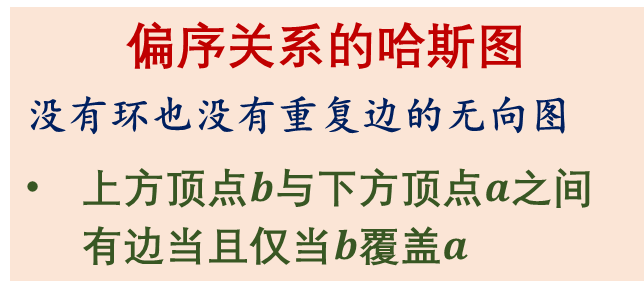 偏序关系的哈斯图
没有环也没有重复边的无向图
• 上方顶点b与下方顶点a之间
有边当且仅当b覆盖a